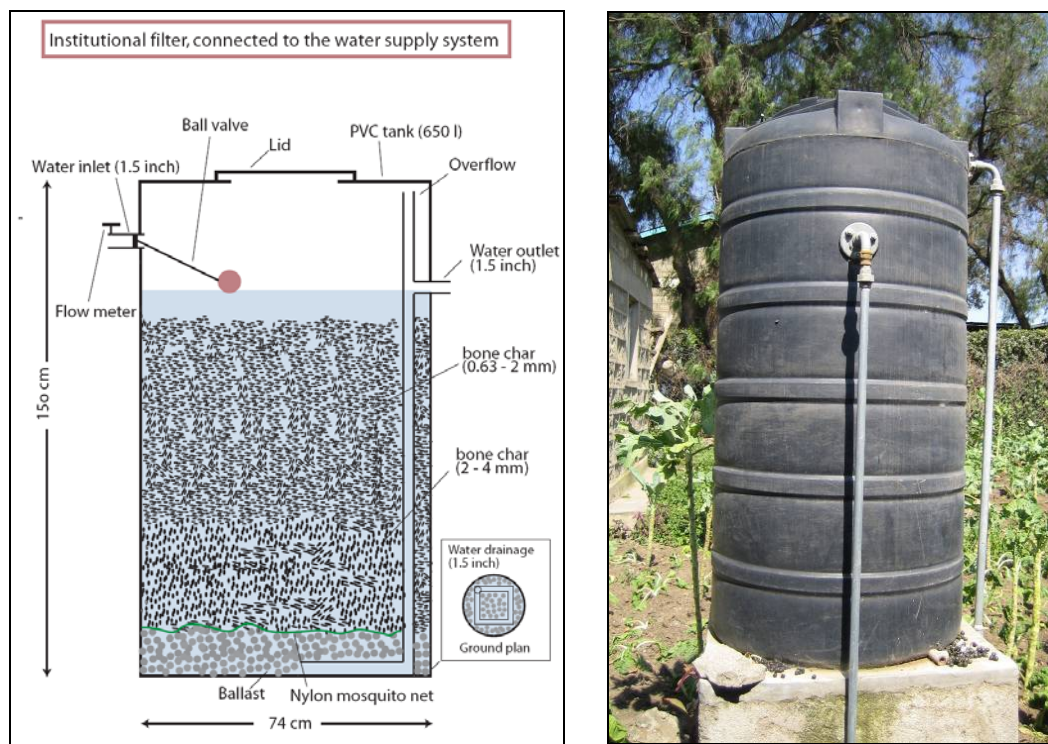 Institutional filter, connected to the water supply system
Ball valve
Lid
PVC tank (650 l)
Water inlet (1.5 inch)
Overflow
Water outlet
(1.5 inch)
Flow meter
bone char
(0.63 - 2 mm)
150 cm
bone char
(2 - 4 mm)
Water drainage
(1.5 inch)
Ground plan
Ballast
Nylon mosquito net
74 cm